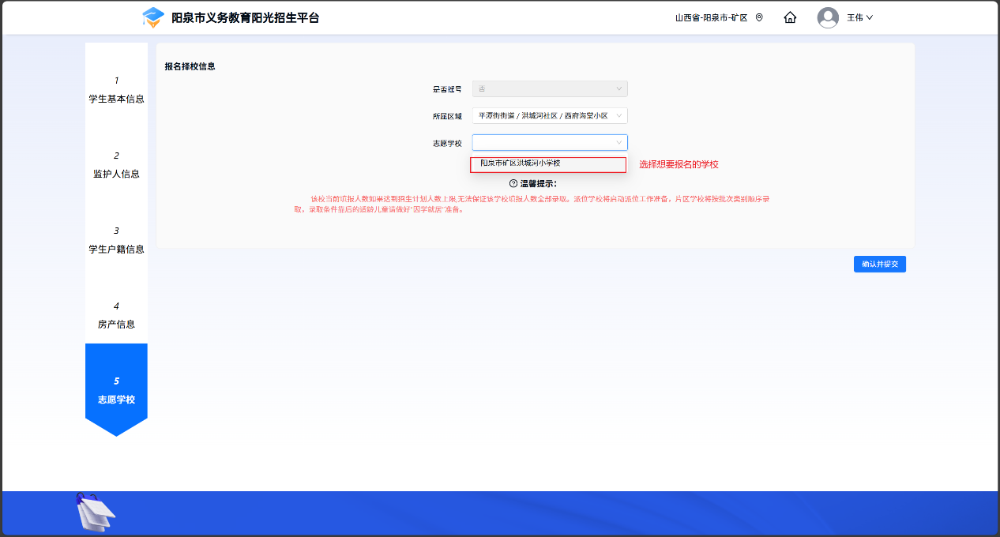 阳泉市义务教育阳光招生平台
山西省-阳泉市-矿区
王伟
1
学生基本信息
2
监护人信息
3
学生户籍信息
4
房产信息
5
志愿学校
报名择校信息
是否摇号
否
所属区域
平潭街街道 / 洪城河社区 / 西府海棠小区
志愿学校
阳泉市矿区洪城河小学校
选择想要报名的学校
温馨提示：
该校当前填报人数如果达到招生计划人数上限,无法保证该学校填报人数全部录取。派位学校将启动派位工作准备，片区学校将按批次类别顺序录
取，录取条件靠后的适龄儿童请做好“因学就居”准备。
确认并提交